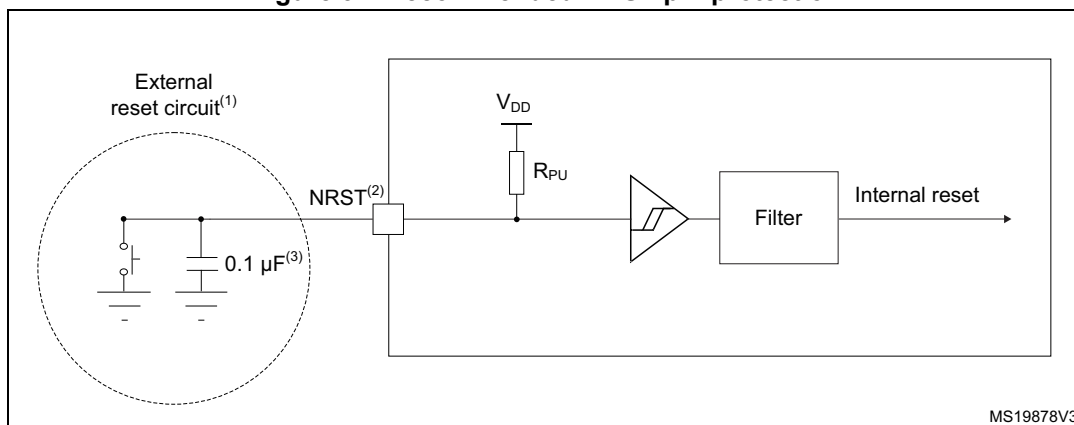 External
reset circuit(1)
VDD
RPU
NRST(2)
Filter
Internal reset
0.1 µF(3)
MS19878V3